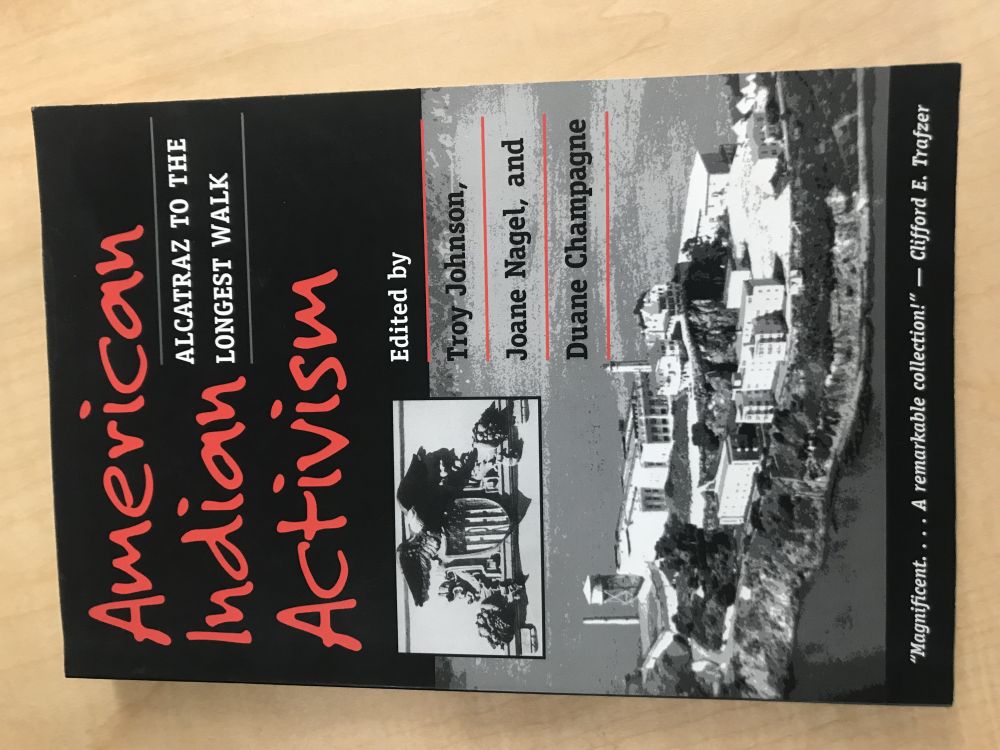 American
Indian
Activism
ALCATRAZ TO THE
LONGEST WALK
Edited by
Troy Johnson,
Joane Nagel, and
Duane Champagne
"Magnificent. . . . A remarkable collection!" — Clifford E. Trafzer